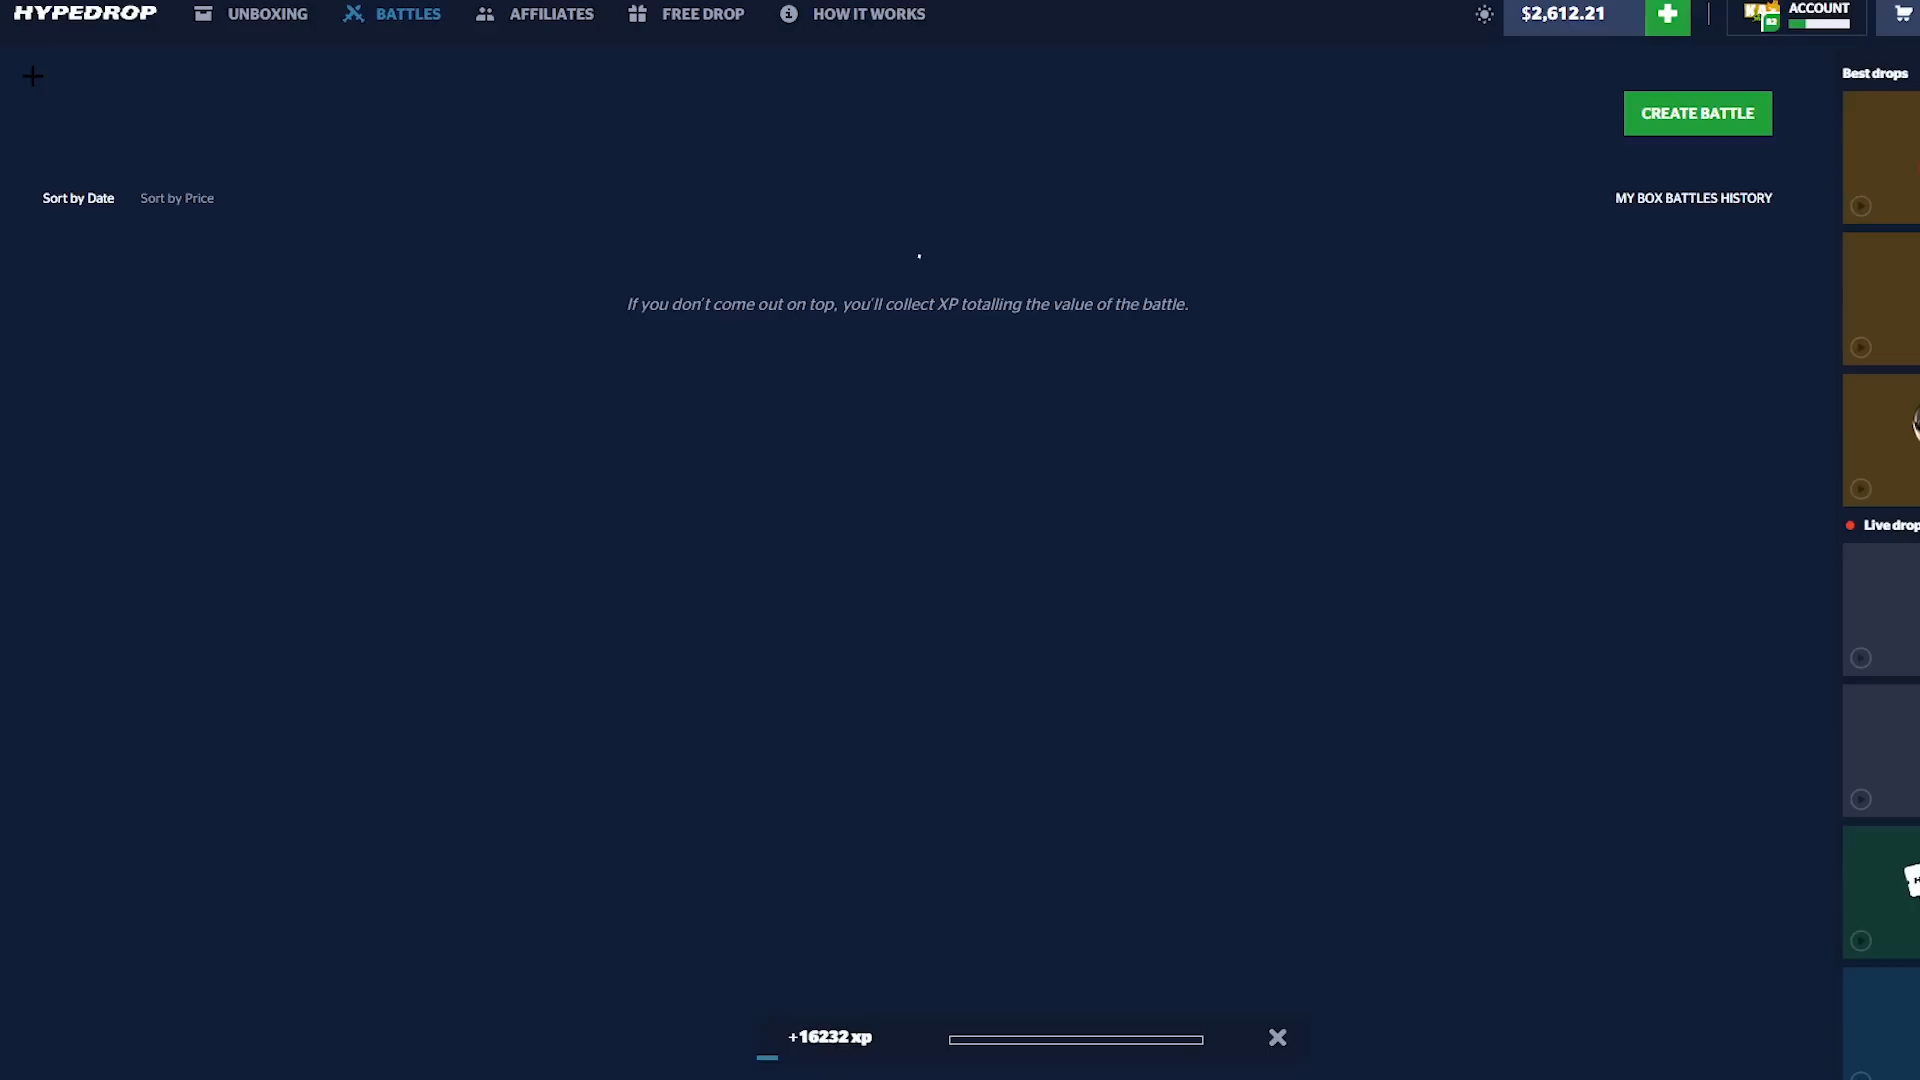 HYPEDROP
UNBOXING
BATTLES
AFFILIATES
FREE DROP
HOW IT WORKS
$2,612.21
ACCOUNT
Best drops
CREATE BATTLE
Sort by Date
Sort by Price
MY BOX BATTLES HISTORY
If you don't come out on top, you'll collect XP totalling the value of the battle.
Live drop
+16232 xp